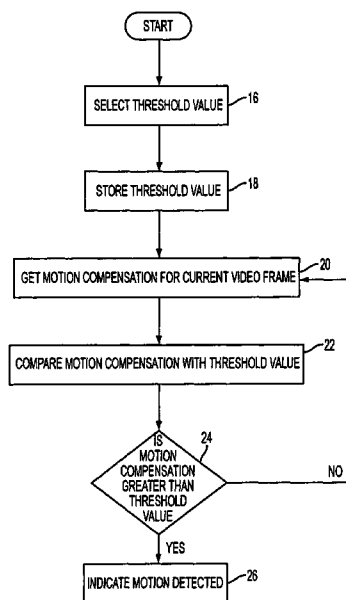 START
SELECT THRESHOLD VALUE
16
STORE THRESHOLD VALUE
18
GET MOTION COMPENSATION FOR CURRENT VIDEO FRAME
20
COMPARE MOTION COMPENSATION WITH THRESHOLD VALUE
22
24
IS
MOTION
COMPENSATION
GREATER THAN
THRESHOLD
VALUE
NO
YES
INDICATE MOTION DETECTED
26